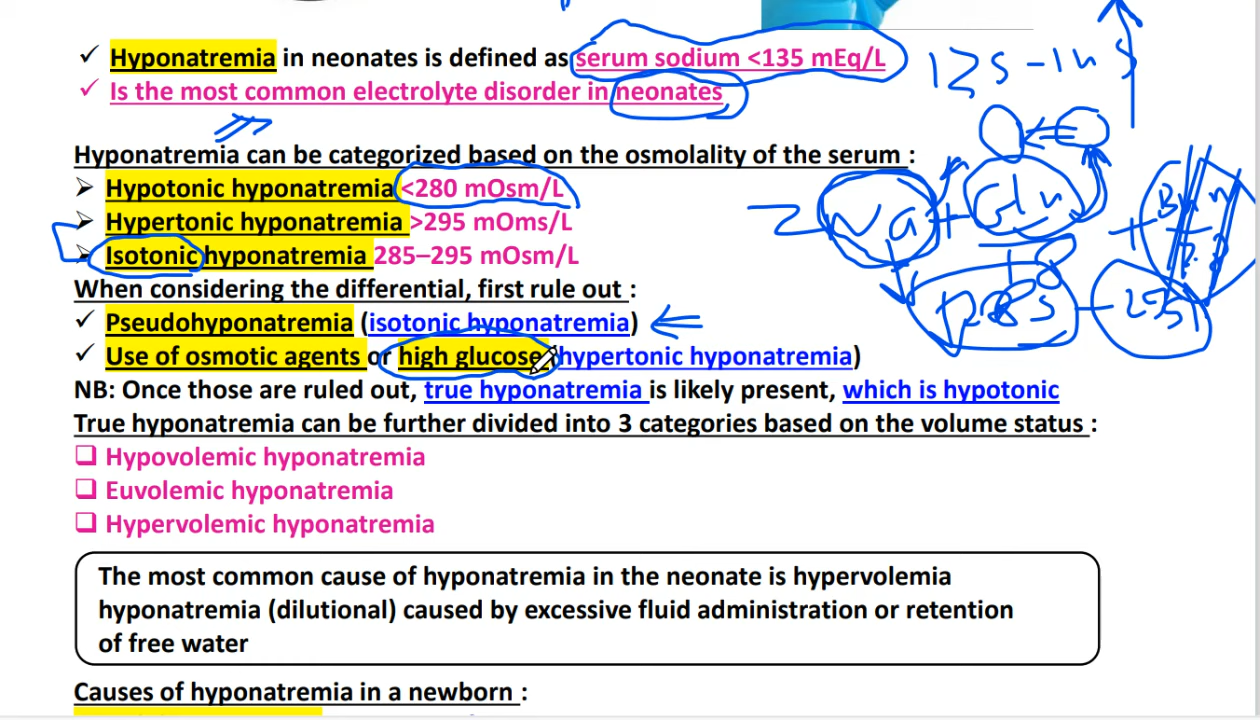 ✓ Hyponatremia in neonates is defined as serum sodium <135 mEq/L
✓ Is the most common electrolyte disorder in neonates
Hyponatremia can be categorized based on the osmolality of the serum :
➢ Hypotonic hyponatremia <280 mOsm/L
➢ Hypertonic hyponatremia >295 mOms/L
➢ Isotonic hyponatremia 285–295 mOsm/L
2 Na + Glu
When considering the differential, first rule out :
✓ Pseudohyponatremia (isotonic hyponatremia)
✓ Use of osmotic agents or high glucose (hypertonic hyponatremia)
NB: Once those are ruled out, true hyponatremia is likely present, which is hypotonic
True hyponatremia can be further divided into 3 categories based on the volume status :
❑ Hypovolemic hyponatremia
❑ Euvolemic hyponatremia
❑ Hypervolemic hyponatremia
The most common cause of hyponatremia in the neonate is hypervolemia
hyponatremia (dilutional) caused by excessive fluid administration or retention
of free water
Causes of hyponatremia in a newborn :